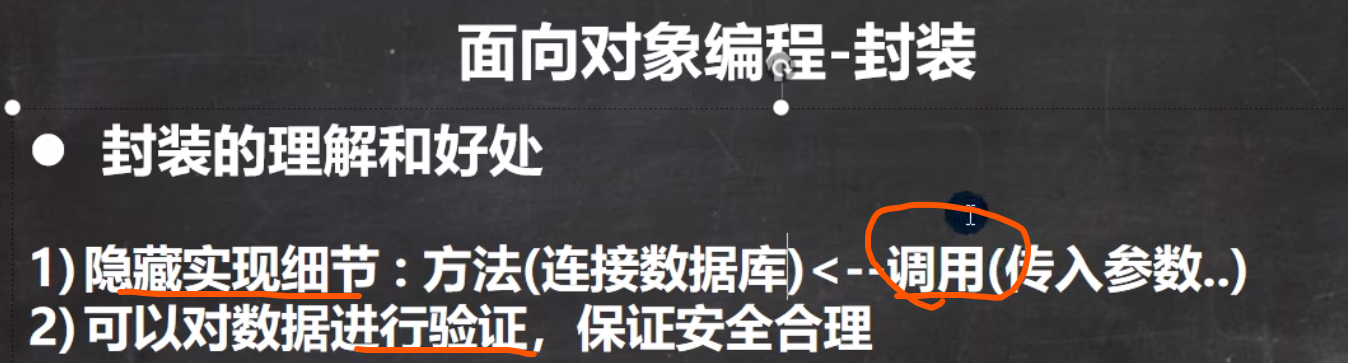 面向对象编程-封装
● 封装的理解和好处
1) 隐藏实现细节：方法(连接数据库)<--调用(传入参数..)
2) 可以对数据进行验证，保证安全合理